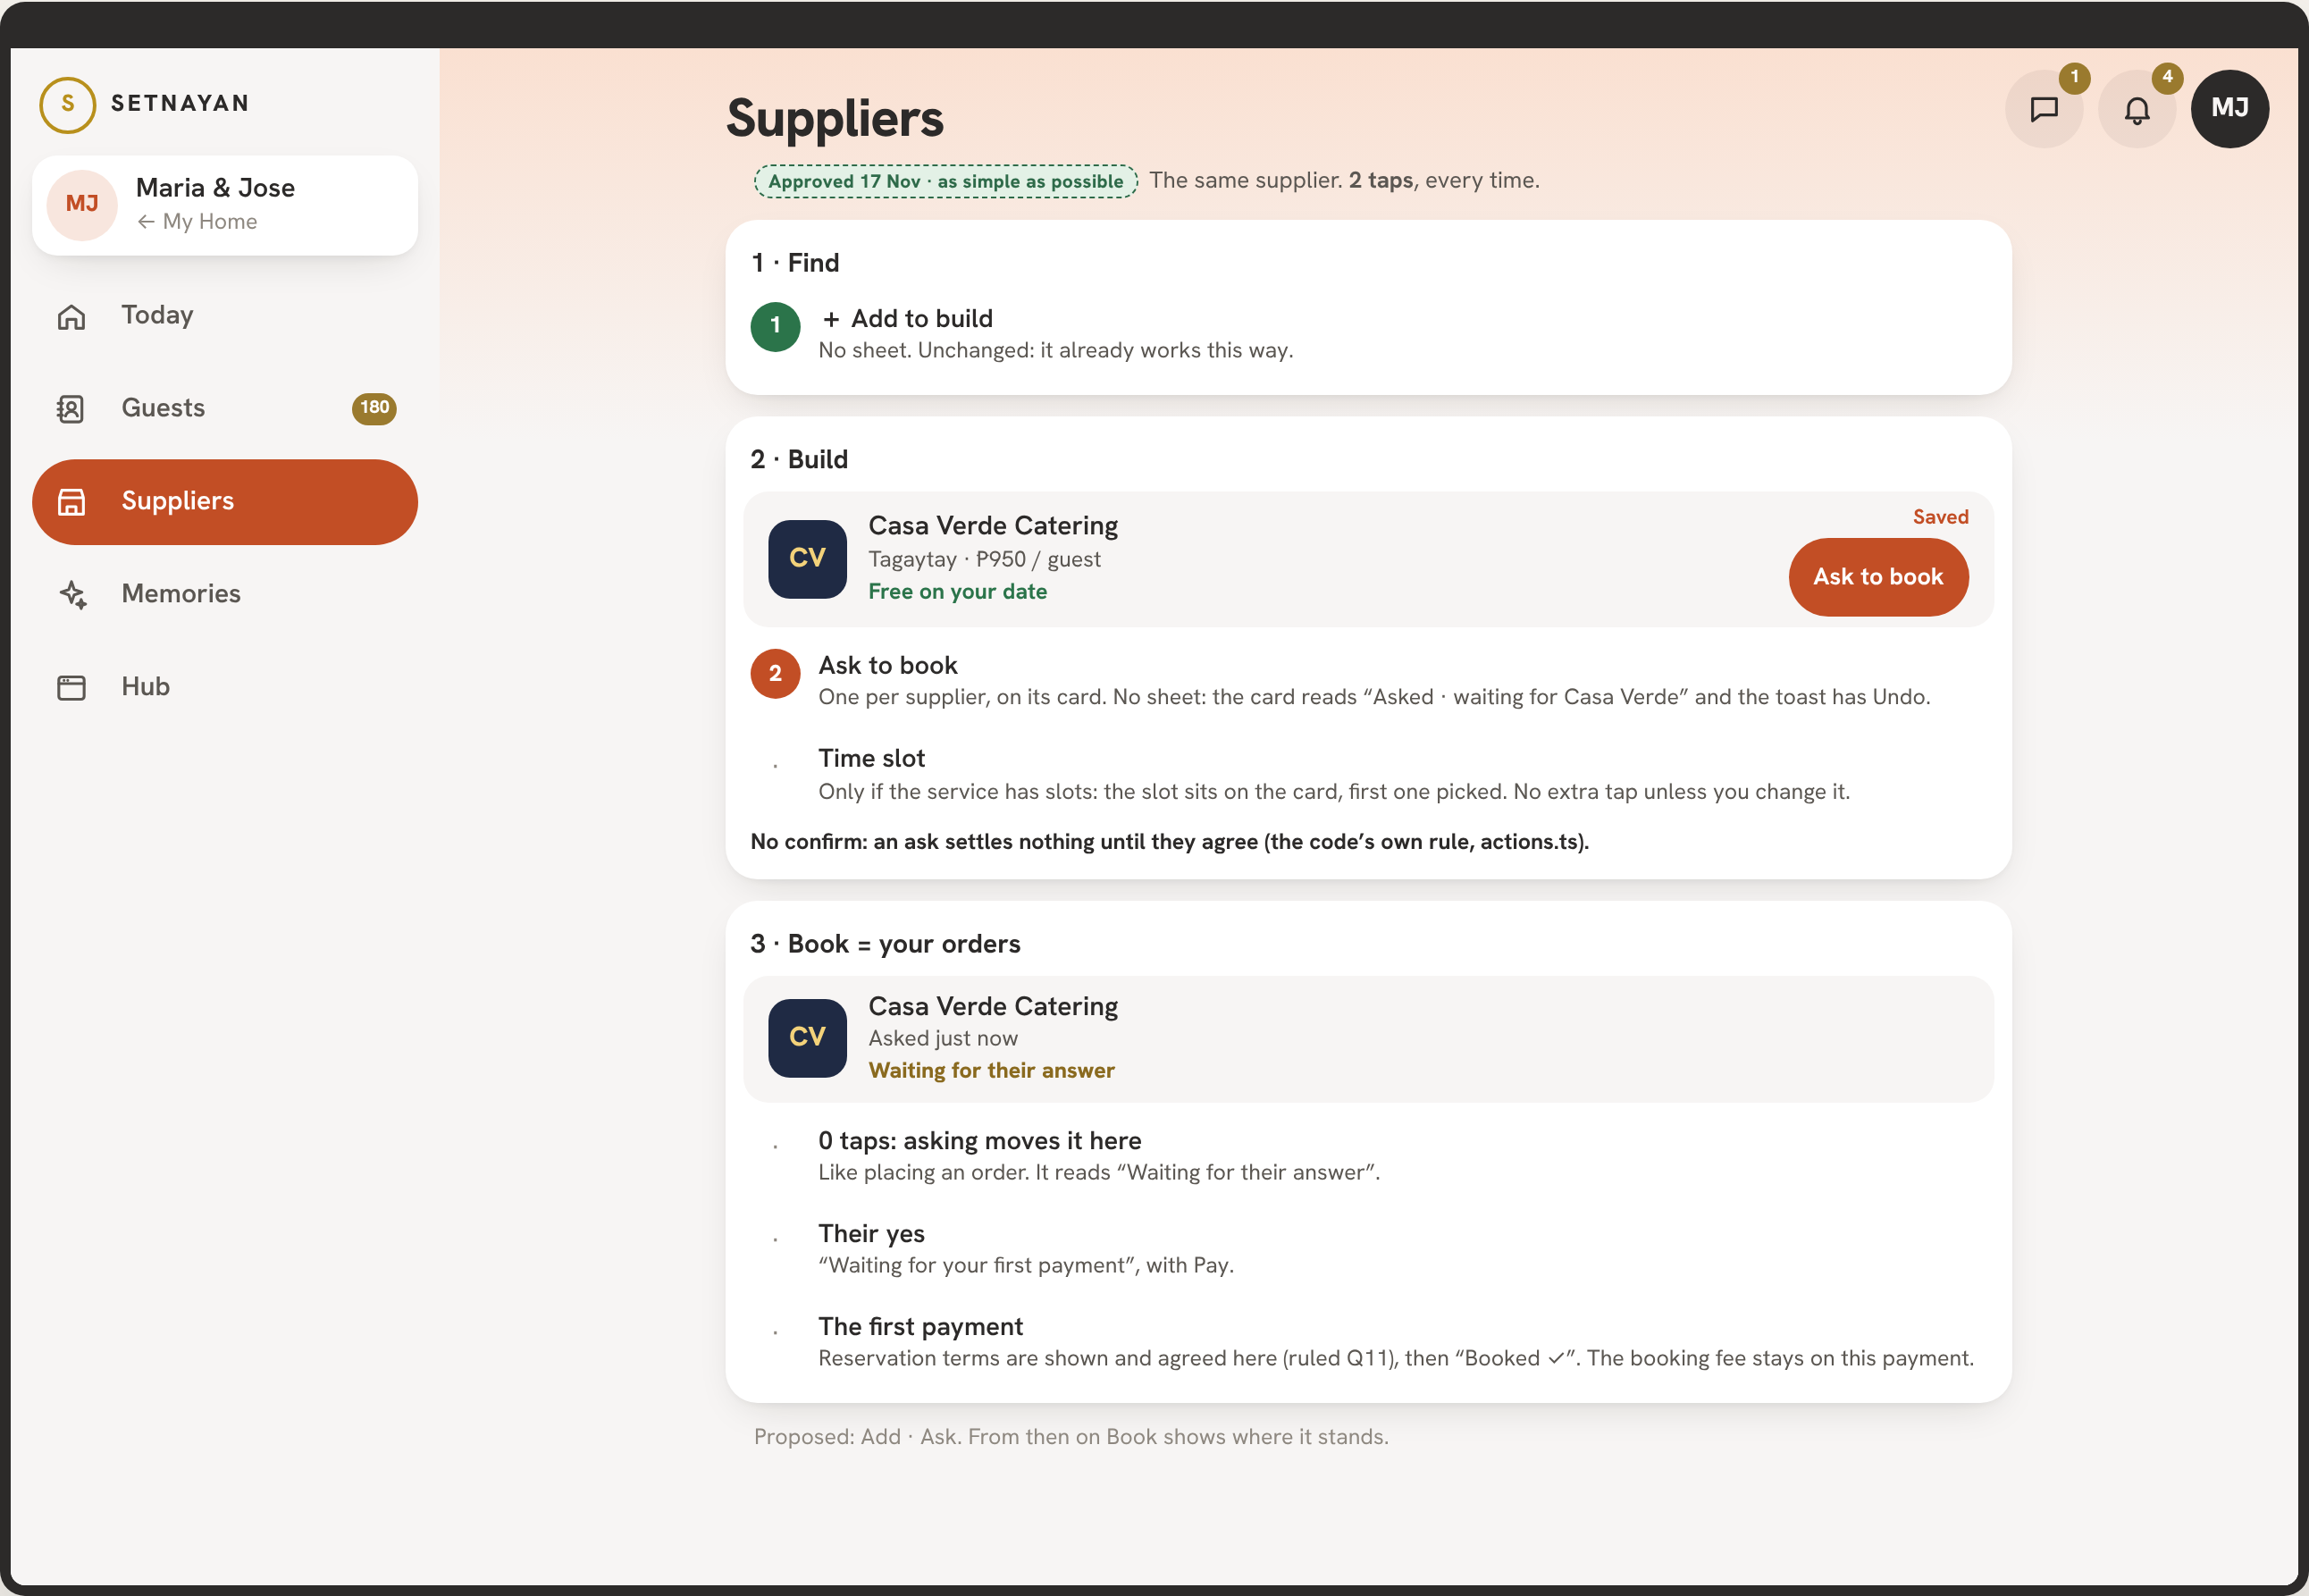 S SETNAYAN
MJ
Maria & Jose
← My Home
Today
Guests 180
Suppliers
Memories
Hub
Suppliers
1
4
MJ
Approved 17 Nov · as simple as possible The same supplier. 2 taps, every time.
1 · Find
1 + Add to build
No sheet. Unchanged: it already works this way.
2 · Build
CV
Casa Verde Catering
Tagaytay · ₱950 / guest
Free on your date
Saved
Ask to book
2 Ask to book
One per supplier, on its card. No sheet: the card reads “Asked · waiting for Casa Verde” and the toast has Undo.
· Time slot
Only if the service has slots: the slot sits on the card, first one picked. No extra tap unless you change it.
No confirm: an ask settles nothing until they agree (the code’s own rule, actions.ts).
3 · Book = your orders
CV
Casa Verde Catering
Asked just now
Waiting for their answer
· 0 taps: asking moves it here
Like placing an order. It reads “Waiting for their answer”.
· Their yes
“Waiting for your first payment”, with Pay.
· The first payment
Reservation terms are shown and agreed here (ruled Q11), then “Booked ✓”. The booking fee stays on this payment.
Proposed: Add · Ask. From then on Book shows where it stands.